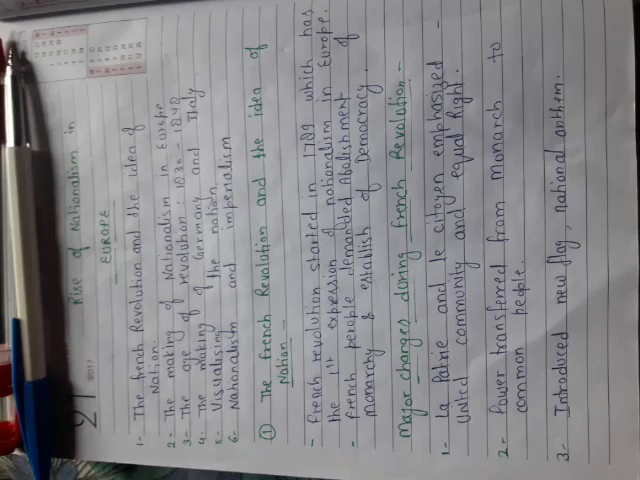 21
2017
Rise of Nationalism in
EUROPE
1- The french Revolution and the idea of
Nation.
2- The making of Nationalism in Europe
3- The age of revolution : 1830 - 1848
4- The making of Germany and Italy.
5- Visualising the nation
6- Nationalism and imperialism
① The french Revolution and the idea of
Nation -
- french revolution started in 1789 which has
the 1st expression of nationalism in Europe.
- french perople demanded Abolishment of
monarchy & establish of Democracy.
Major changes during french Revolution -
1- la Patrie and le citoyen emphasized -
United community and equal Right.
2- Power transferred from monarch to
common people.
3- Introduced new flag, national anthem.